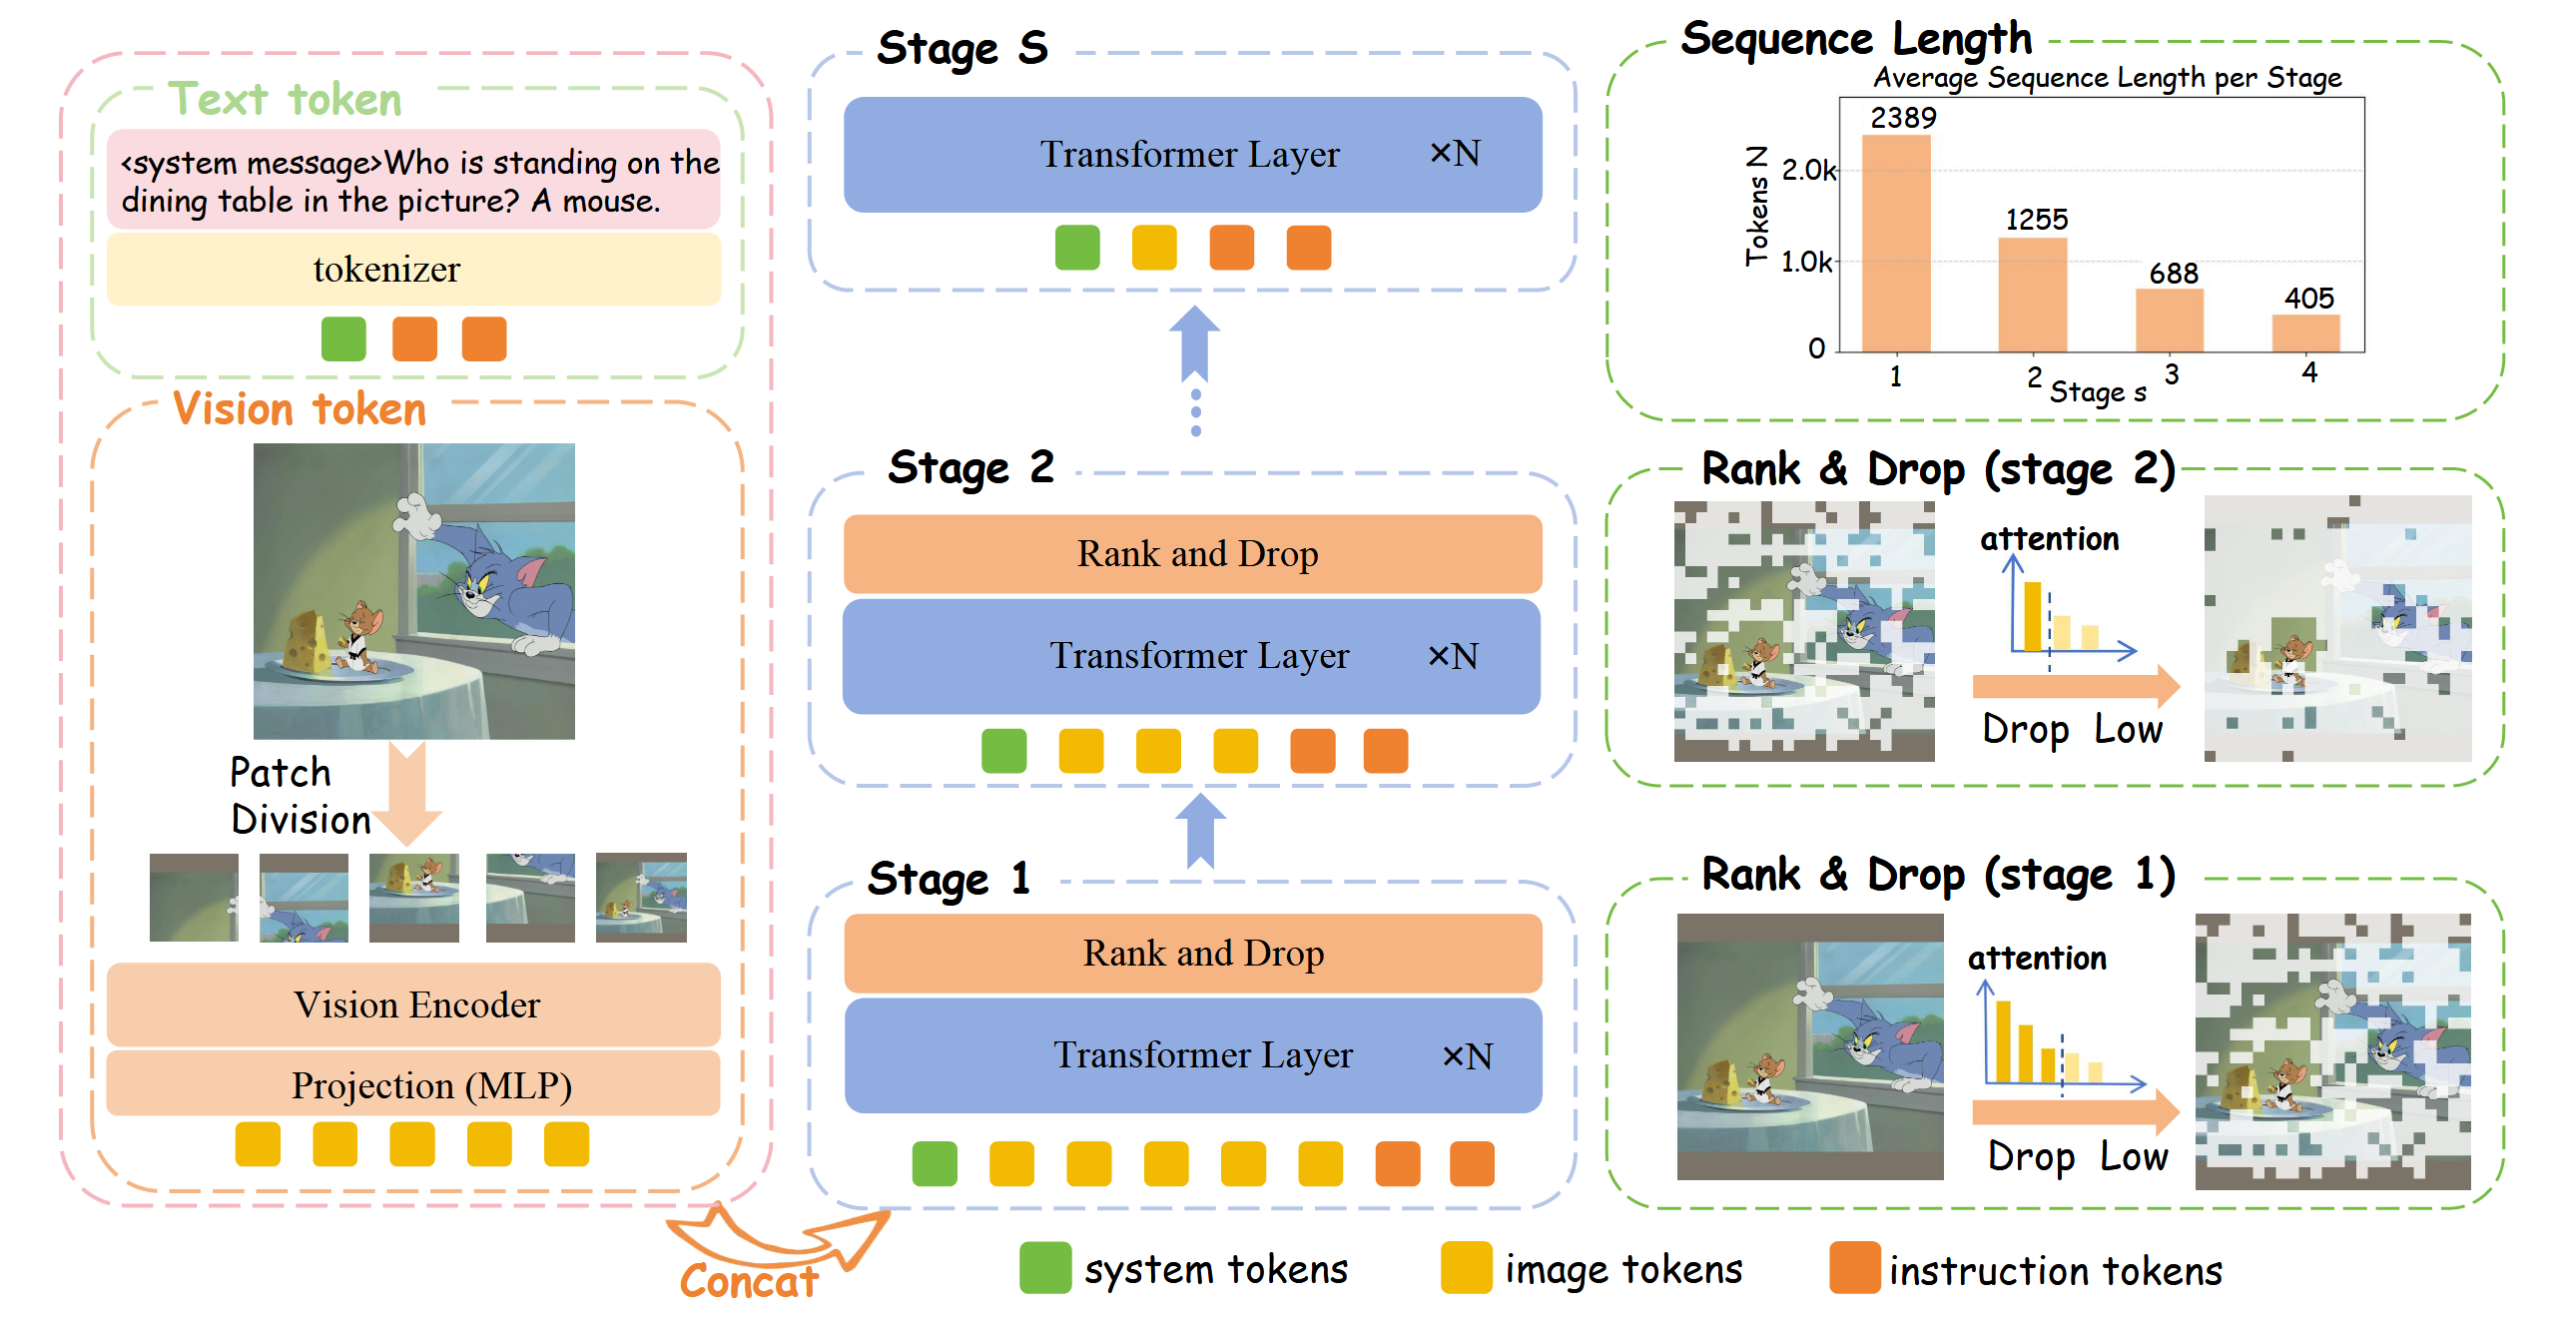 Text token
<system message>Who is standing on the
dining table in the picture? A mouse.
tokenizer
Vision token
Patch
Division
Vision Encoder
Projection (MLP)
Concat
Stage S
Transformer Layer ×N
Stage 2
Rank and Drop
Transformer Layer ×N
Stage 1
Rank and Drop
Transformer Layer ×N
Sequence Length
Average Sequence Length per Stage
Tokens N
2.0k
1.0k
0
2389
1255
688
405
1 2 3 4
Stage s
Rank & Drop (stage 2)
attention
Drop Low
Rank & Drop (stage 1)
attention
Drop Low
system tokens
image tokens
instruction tokens